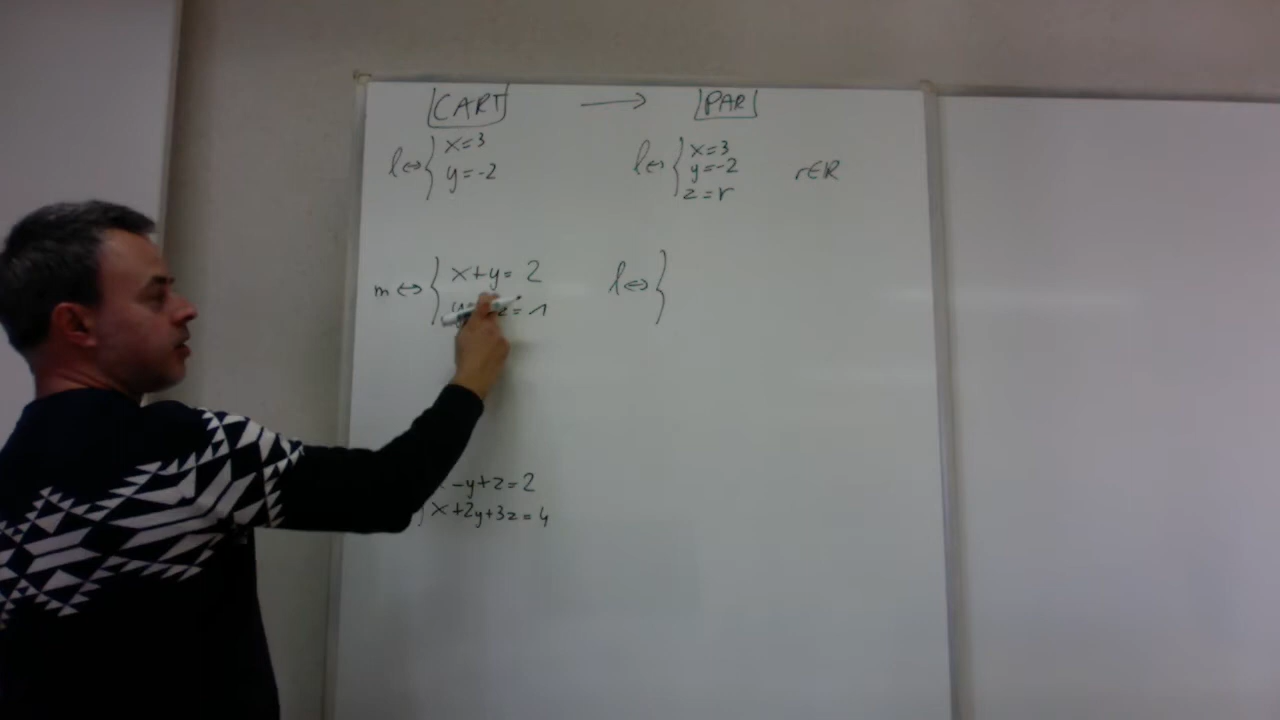 CART → PAR
l ↔ { x=3
y=-2
l ↔ { x=3
y=-2
z=r
r∈ℝ
m ↔ { x+y= 2
=1
l ↔ {
-y+z=2
x+2y+3z=4